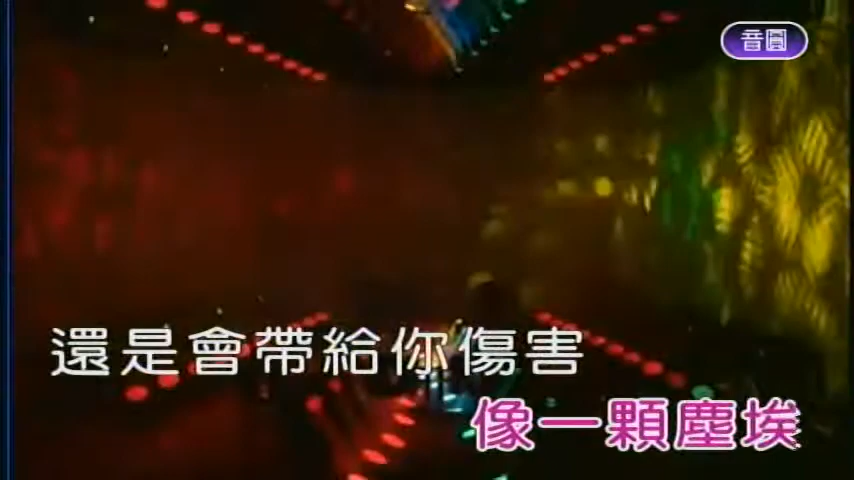 音圓
還是會帶給你傷害
像一顆塵埃